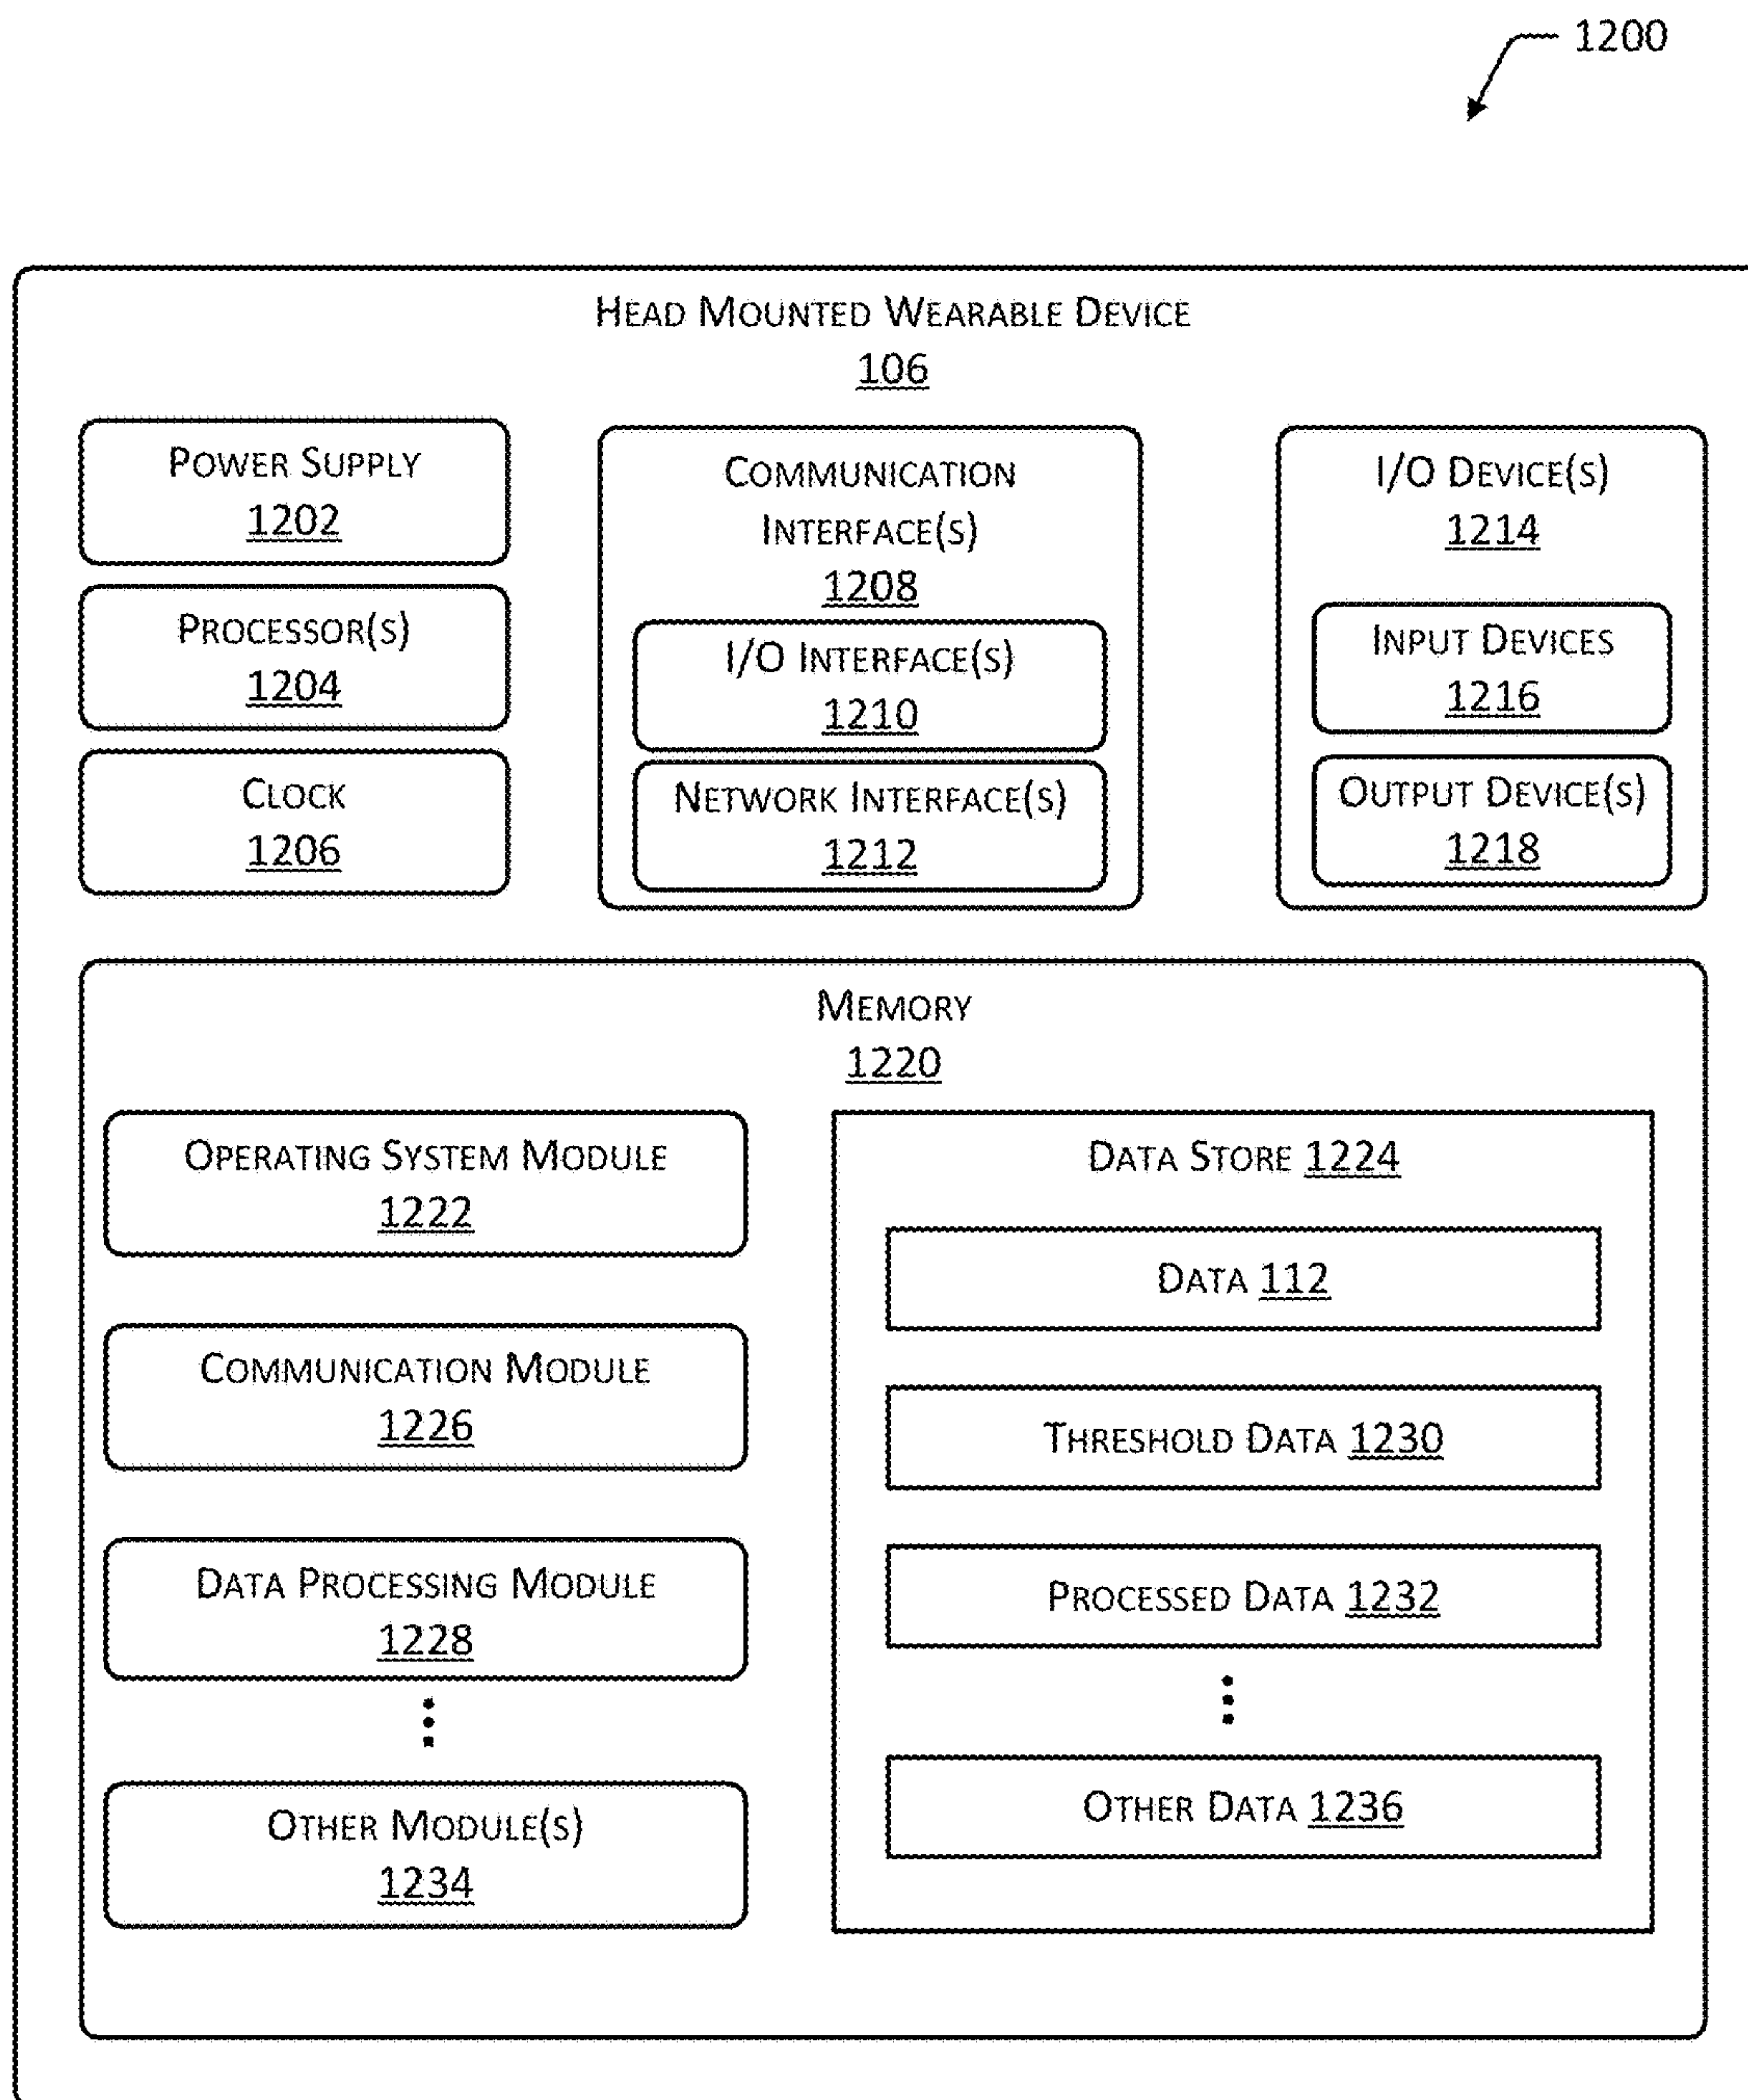 1200
HEAD MOUNTED WEARABLE DEVICE
106
POWER SUPPLY
1202
PROCESSOR(S)
1204
CLOCK
1206
COMMUNICATION
INTERFACE(S)
1208
I/O INTERFACE(S)
1210
NETWORK INTERFACE(S)
1212
I/O DEVICE(S)
1214
INPUT DEVICES
1216
OUTPUT DEVICE(S)
1218
MEMORY
1220
OPERATING SYSTEM MODULE
1222
COMMUNICATION MODULE
1226
DATA PROCESSING MODULE
1228
OTHER MODULE(S)
1234
DATA STORE 1224
DATA 112
THRESHOLD DATA 1230
PROCESSED DATA 1232
OTHER DATA 1236